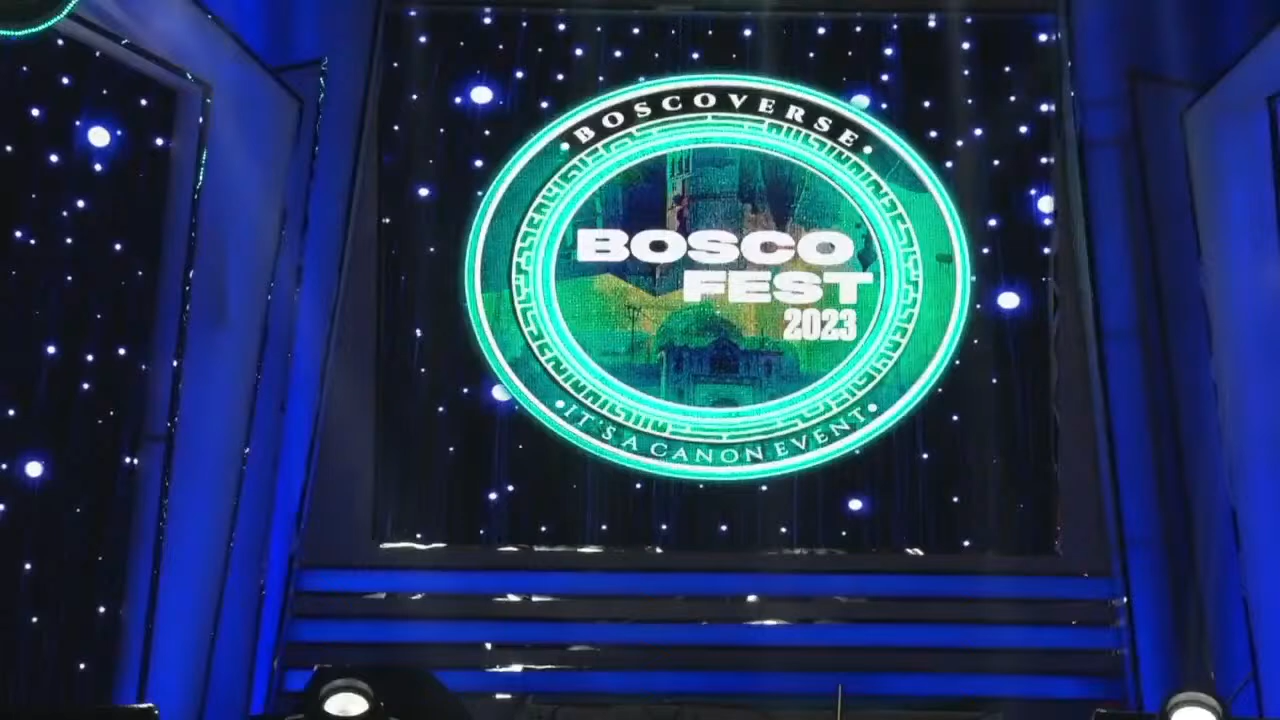 BOSCOVERSE
BOSCO
FEST
2023
IT'S A CANON EVENT